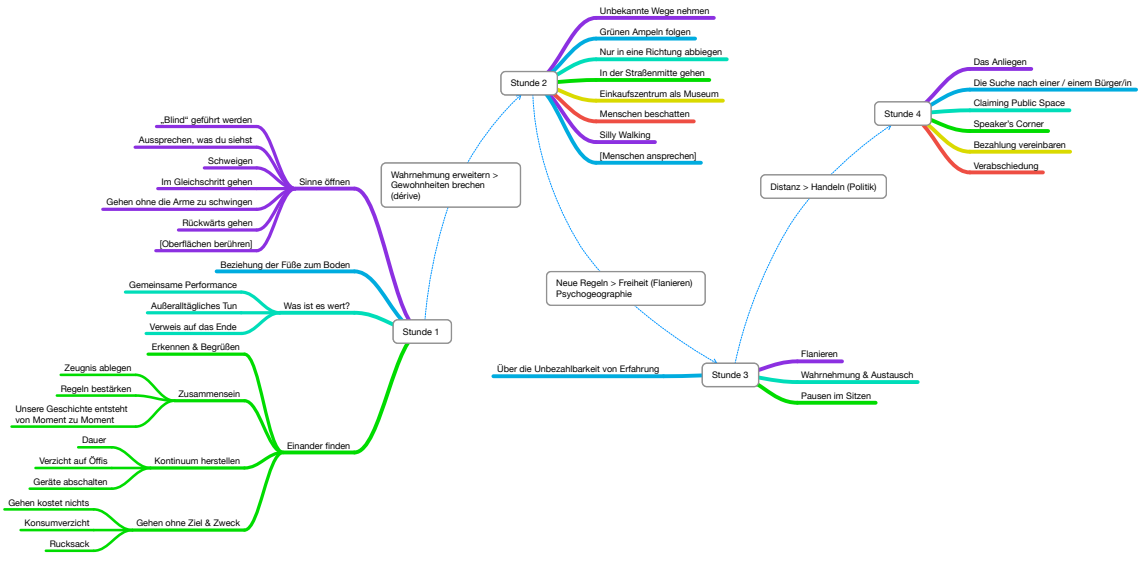 Stunde 1
Sinne öffnen
„Blind“ geführt werden
Aussprechen, was du siehst
Schweigen
Im Gleichschritt gehen
Gehen ohne die Arme zu schwingen
Rückwärts gehen
[Oberflächen berühren]
Beziehung der Füße zum Boden
Was ist es wert?
Gemeinsame Performance
Außeralltägliches Tun
Verweis auf das Ende
Einander finden
Erkennen & Begrüßen
Zusammensein
Zeugnis ablegen
Regeln bestärken
Unsere Geschichte entsteht
von Moment zu Moment
Kontinuum herstellen
Dauer
Verzicht auf Öffis
Geräte abschalten
Gehen ohne Ziel & Zweck
Gehen kostet nichts
Konsumverzicht
Rucksack
Wahrnehmung erweitern >
Gewohnheiten brechen
(dérive)
Stunde 2
Unbekannte Wege nehmen
Grünen Ampeln folgen
Nur in eine Richtung abbiegen
In der Straßenmitte gehen
Einkaufszentrum als Museum
Menschen beschatten
Silly Walking
[Menschen ansprechen]
Neue Regeln > Freiheit (Flanieren)
Psychogeographie
Stunde 3
Über die Unbezahlbarkeit von Erfahrung
Flanieren
Wahrnehmung & Austausch
Pausen im Sitzen
Distanz > Handeln (Politik)
Stunde 4
Das Anliegen
Die Suche nach einer / einem Bürger/in
Claiming Public Space
Speaker's Corner
Bezahlung vereinbaren
Verabschiedung